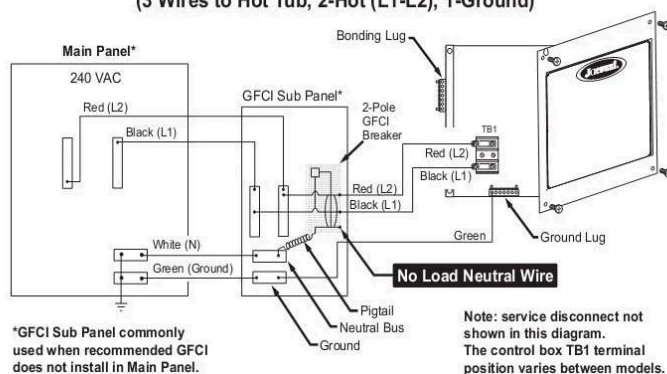 (3 Wires to Hot Tub, 2-Hot (L1-L2), 1-Ground)
Main Panel*
240 VAC
Red (L2)
Black (L1)
White (N)
Green (Ground)
GFCI Sub Panel*
2-Pole
GFCI
Breaker
Bonding Lug
Jacuzzi
TB1
Red (L2)
Black (L1)
Red (L2)
Black (L1)
Green
Ground Lug
No Load Neutral Wire
Pigtail
Neutral Bus
Ground
*GFCI Sub Panel commonly
used when recommended GFCI
does not install in Main Panel.
Note: service disconnect not
shown in this diagram.
The control box TB1 terminal
position varies between models.